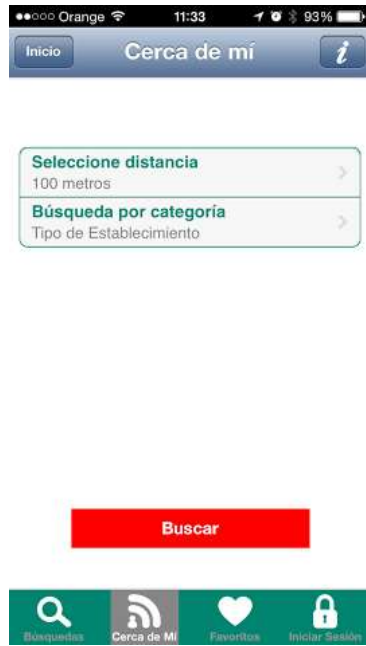 Orange 11:33 93%
Inicio Cerca de mí i
Seleccione distancia
100 metros
Búsqueda por categoría
Tipo de Establecimiento
Buscar
Búsquedas Cerca de Mí Favoritos Iniciar Sesión